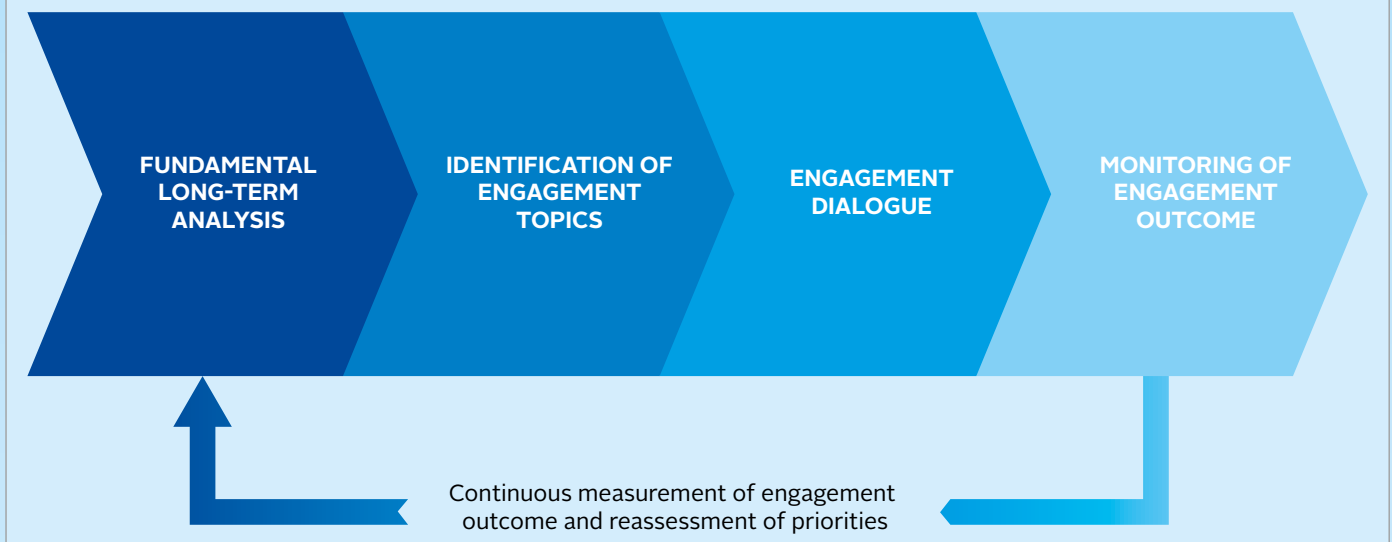 FUNDAMENTAL
LONG-TERM
ANALYSIS
IDENTIFICATION OF
ENGAGEMENT
TOPICS
ENGAGEMENT
DIALOGUE
MONITORING OF
ENGAGEMENT
OUTCOME
Continuous measurement of engagement
outcome and reassessment of priorities